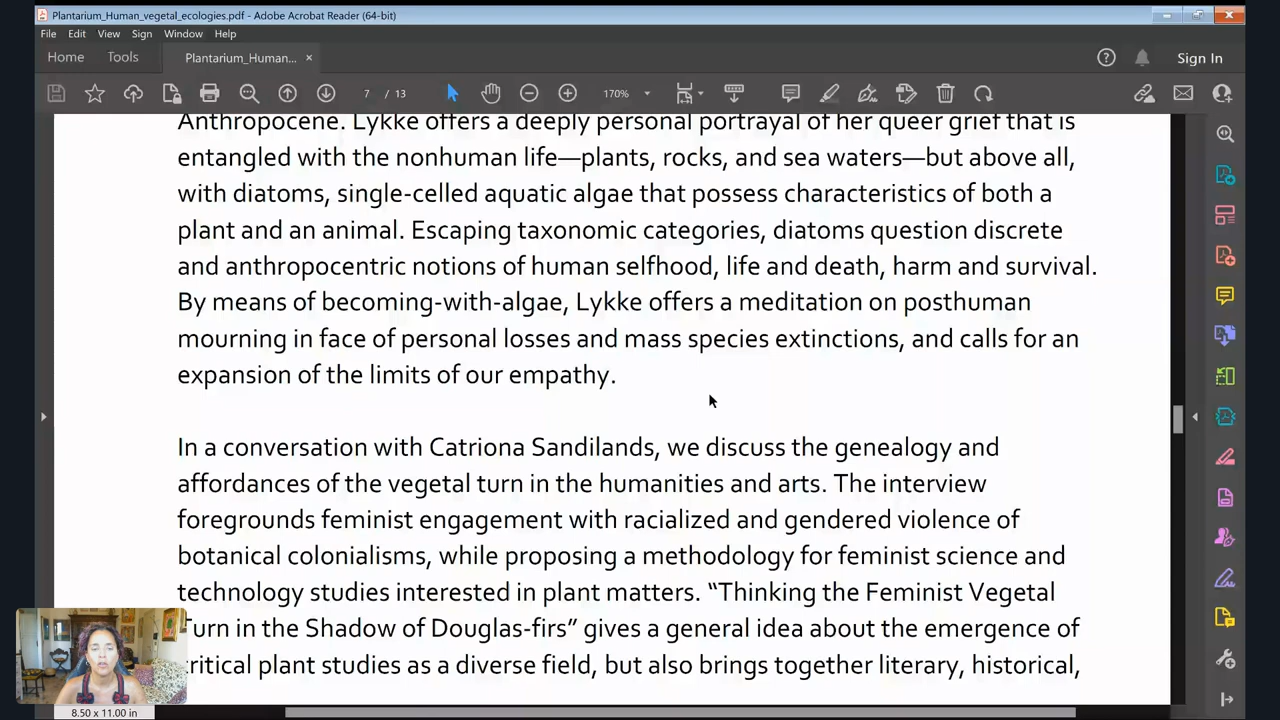 Plantarium_Human_vegetal_ecologies.pdf - Adobe Acrobat Reader (64-bit)
File Edit View Sign Window Help
Home Tools Plantarium_Human... × Sign In
7 / 13 170%
Anthropocene. Lykke offers a deeply personal portrayal of her queer grief that is
entangled with the nonhuman life—plants, rocks, and sea waters—but above all,
with diatoms, single-celled aquatic algae that possess characteristics of both a
plant and an animal. Escaping taxonomic categories, diatoms question discrete
and anthropocentric notions of human selfhood, life and death, harm and survival.
By means of becoming-with-algae, Lykke offers a meditation on posthuman
mourning in face of personal losses and mass species extinctions, and calls for an
expansion of the limits of our empathy.
In a conversation with Catriona Sandilands, we discuss the genealogy and
affordances of the vegetal turn in the humanities and arts. The interview
foregrounds feminist engagement with racialized and gendered violence of
botanical colonialisms, while proposing a methodology for feminist science and
technology studies interested in plant matters. “Thinking the Feminist Vegetal
Turn in the Shadow of Douglas-firs” gives a general idea about the emergence of
critical plant studies as a diverse field, but also brings together literary, historical,
8.50 x 11.00 in